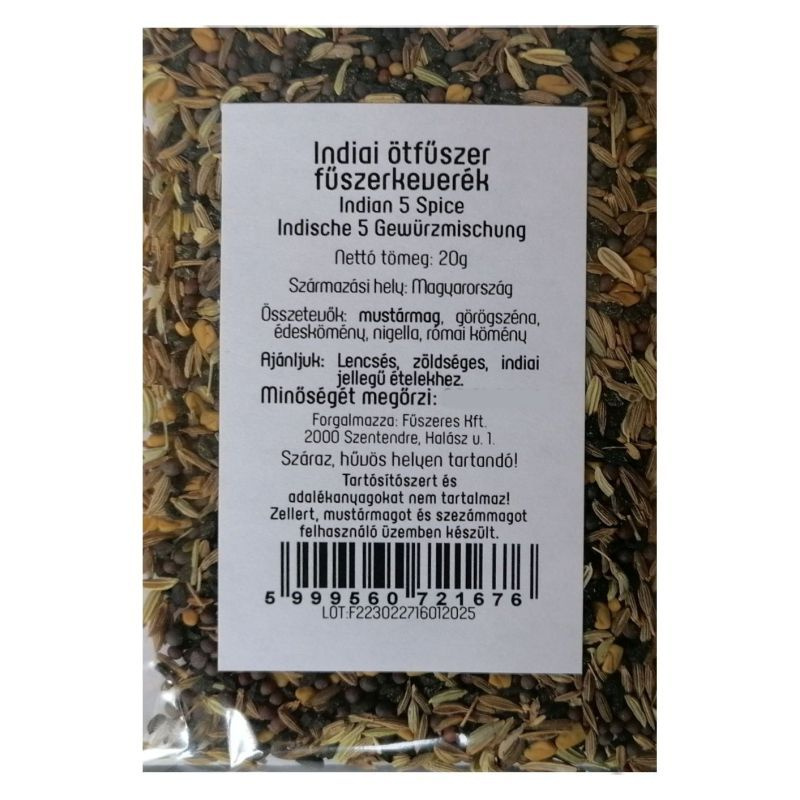 Indiai ötfűszer
fűszerkeverék
Indian 5 Spice
Indische 5 Gewürzmischung
Nettó tömeg: 20g
Származási hely: Magyarország
Összetevők: mustármag, görögszéna,
édeskömény, nigella, római kömény
Ajánljuk: Lencsés, zöldséges, indiai
jellegű ételekhez.
Minőségét megőrzi:
Forgalmazza: Fűszeres Kft.
2000 Szentendre, Halász u. 1.
Száraz, hűvös helyen tartandó!
Tartósítószert és
adalékanyagokat nem tartalmaz!
Zellert, mustármagot és szezámmagot
felhasználó üzemben készült.
5 999560 721676
LOT:F223022716012025